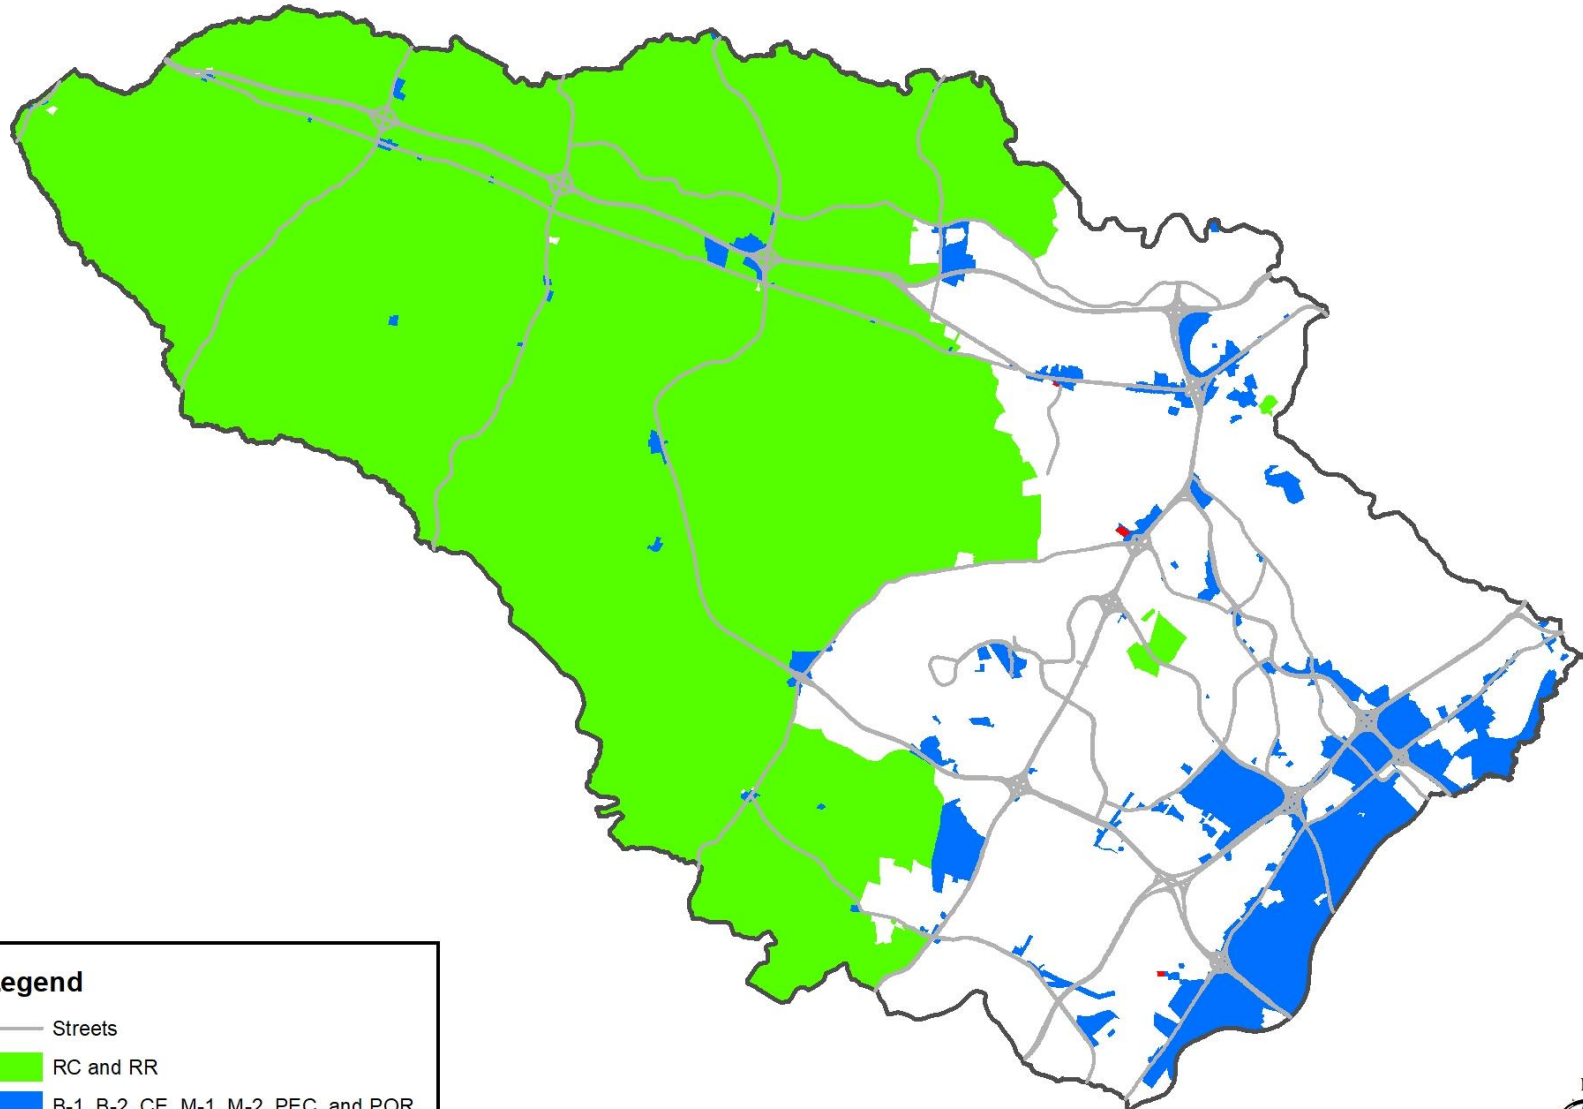 egend
Streets
RC and RR
B-1, B-2, CE, M-1, M-2, PEC, and POR